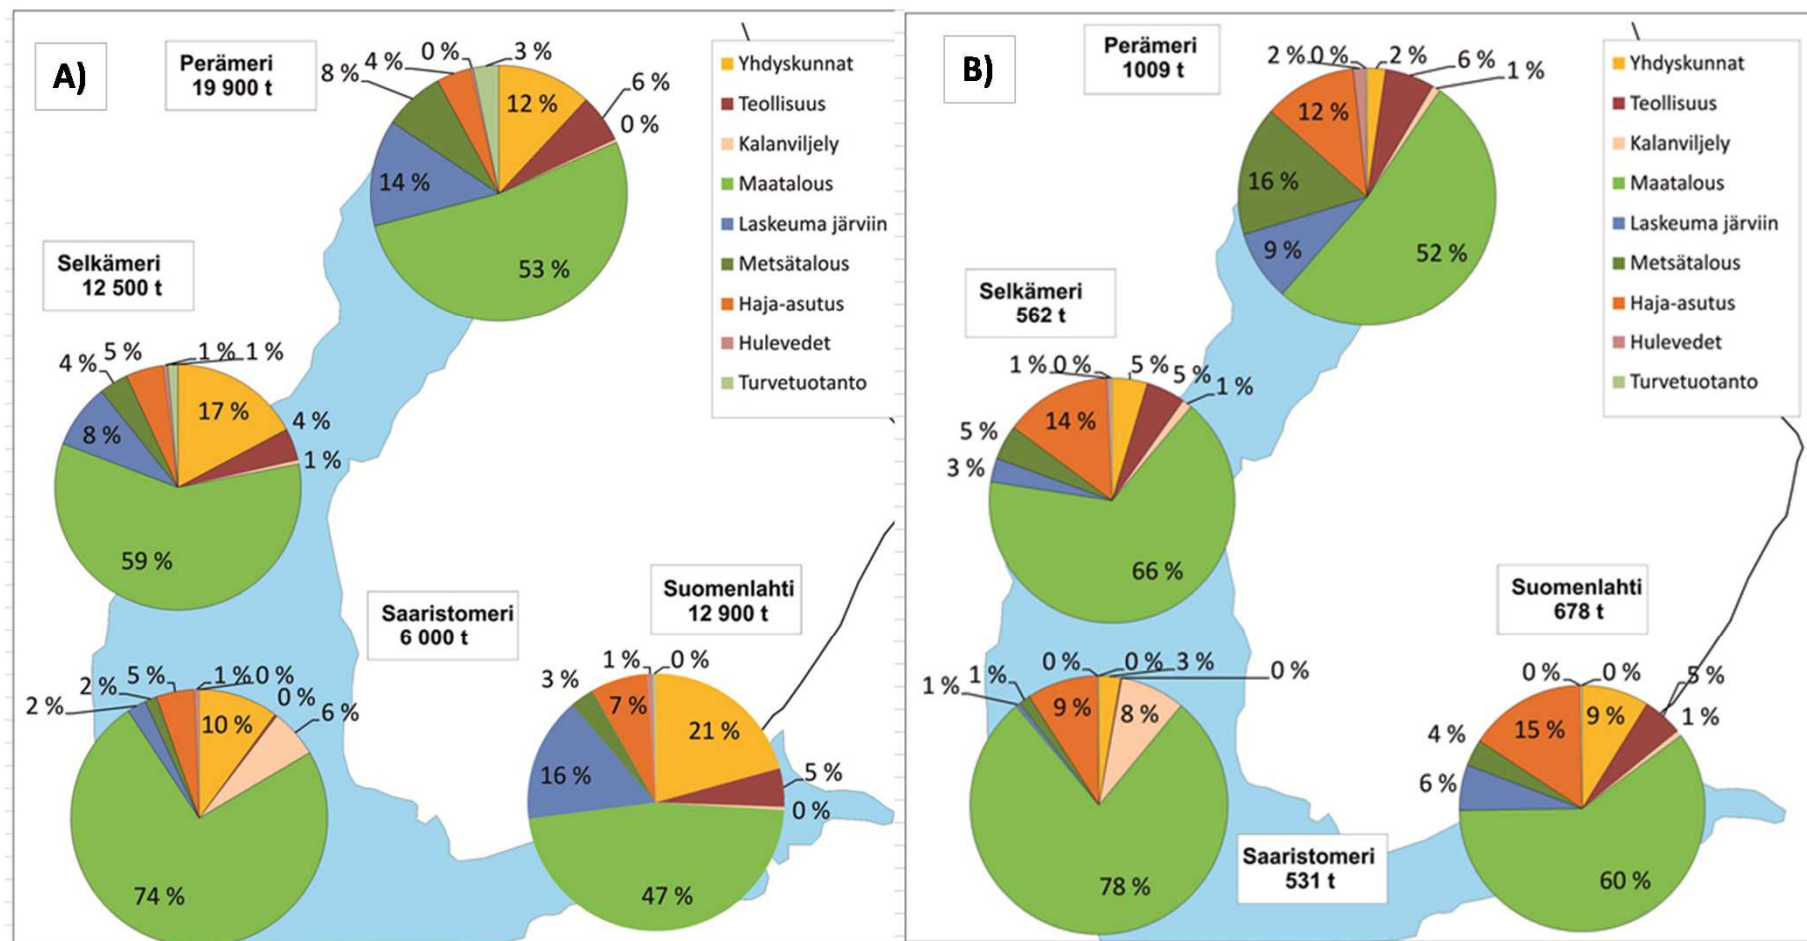 A)
Perämeri
19 900 t
8 %
4 %
0 %
3 %
12 %
6 %
0 %
14 %
53 %
Yhdyskunnat
Teollisuus
Kalanviljely
Maatalous
Laskeuma järviin
Metsätalous
Haja-asutus
Hulevedet
Turvetuotanto
Selkämeri
12 500 t
4 %
5 %
1 %
1 %
17 %
4 %
1 %
8 %
59 %
Saaristomeri
6 000 t
2 %
2 %
5 %
1 %
0 %
0 %
10 %
6 %
74 %
Suomenlahti
12 900 t
3 %
1 %
0 %
7 %
21 %
16 %
5 %
0 %
47 %
B)
Perämeri
1009 t
2 %
0 %
2 %
6 %
1 %
12 %
16 %
9 %
52 %
Yhdyskunnat
Teollisuus
Kalanviljely
Maatalous
Laskeuma järviin
Metsätalous
Haja-asutus
Hulevedet
Turvetuotanto
Selkämeri
562 t
1 %
0 %
5 %
5 %
1 %
14 %
5 %
3 %
66 %
Suomenlahti
678 t
0 %
0 %
5 %
1 %
9 %
15 %
4 %
6 %
60 %
1 %
1 %
0 %
0 %
3 %
0 %
9 %
8 %
78 %
Saaristomeri
531 t